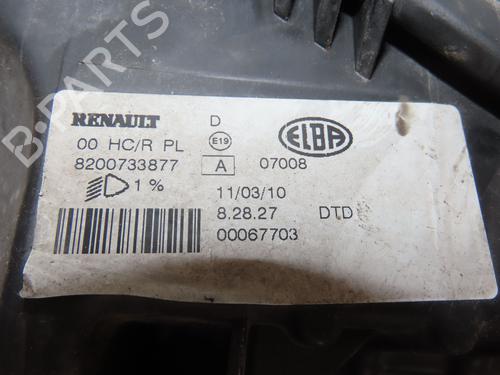 B-PARTS
RENAULT D E19 ELBA
00 HC/R PL
8200733877 A 07008
1% 11/03/10
8.28.27 DTD
00067703